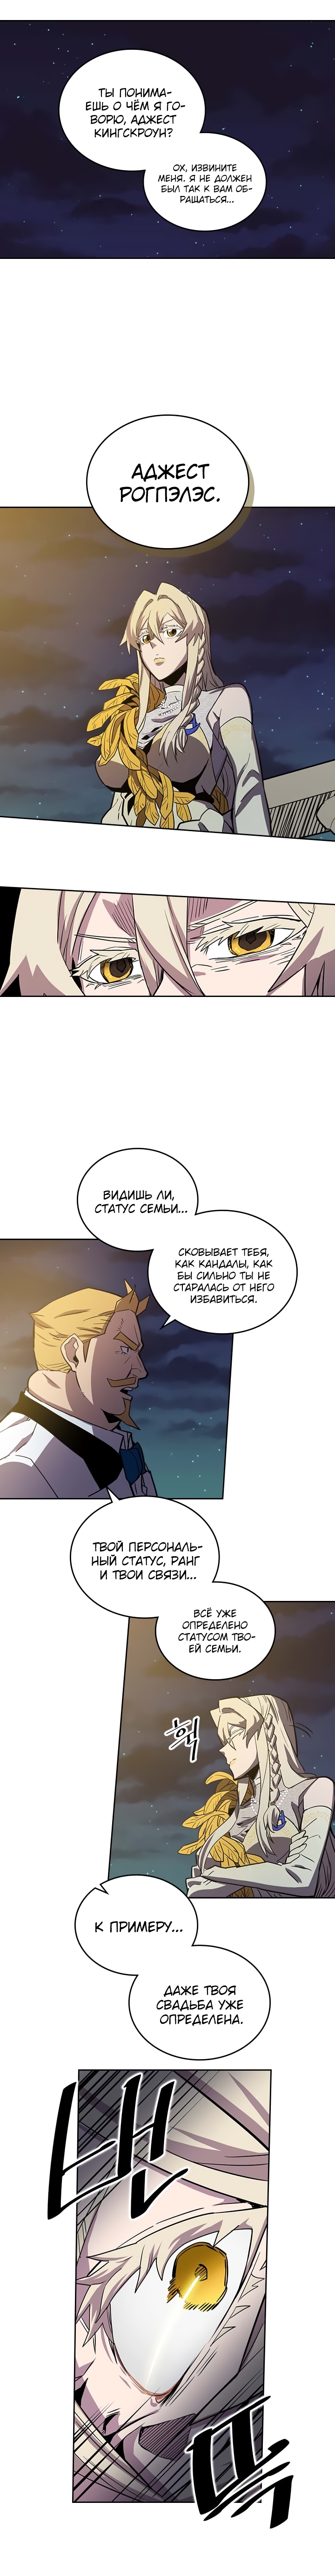 ТЫ ПОНИМА-
ЕШЬ О ЧЁМ Я ГО-
ВОРЮ, АДЖЕСТ
КИНГСКРОУН?
ОХ, ИЗВИНИТЕ
МЕНЯ. Я НЕ ДОЛЖЕН
БЫЛ ТАК К ВАМ ОБ-
РАЩАТЬСЯ...
АДЖЕСТ
РОГПЭЛЭС.
ВИДИШЬ ЛИ,
СТАТУС СЕМЬИ...
СКОВЫВАЕТ ТЕБЯ,
КАК КАНДАЛЫ, КАК
БЫ СИЛЬНО ТЫ НЕ
СТАРАЛАСЬ ОТ НЕГО
ИЗБАВИТЬСЯ.
ТВОЙ ПЕРСОНАЛЬ-
НЫЙ СТАТУС, РАНГ
И ТВОИ СВЯЗИ...
ВСЁ УЖЕ
ОПРЕДЕЛЕНО
СТАТУСОМ ТВО-
ЕЙ СЕМЬИ.
К ПРИМЕРУ...
ДАЖЕ ТВОЯ
СВАДЬБА УЖЕ
ОПРЕДЕЛЕНА.